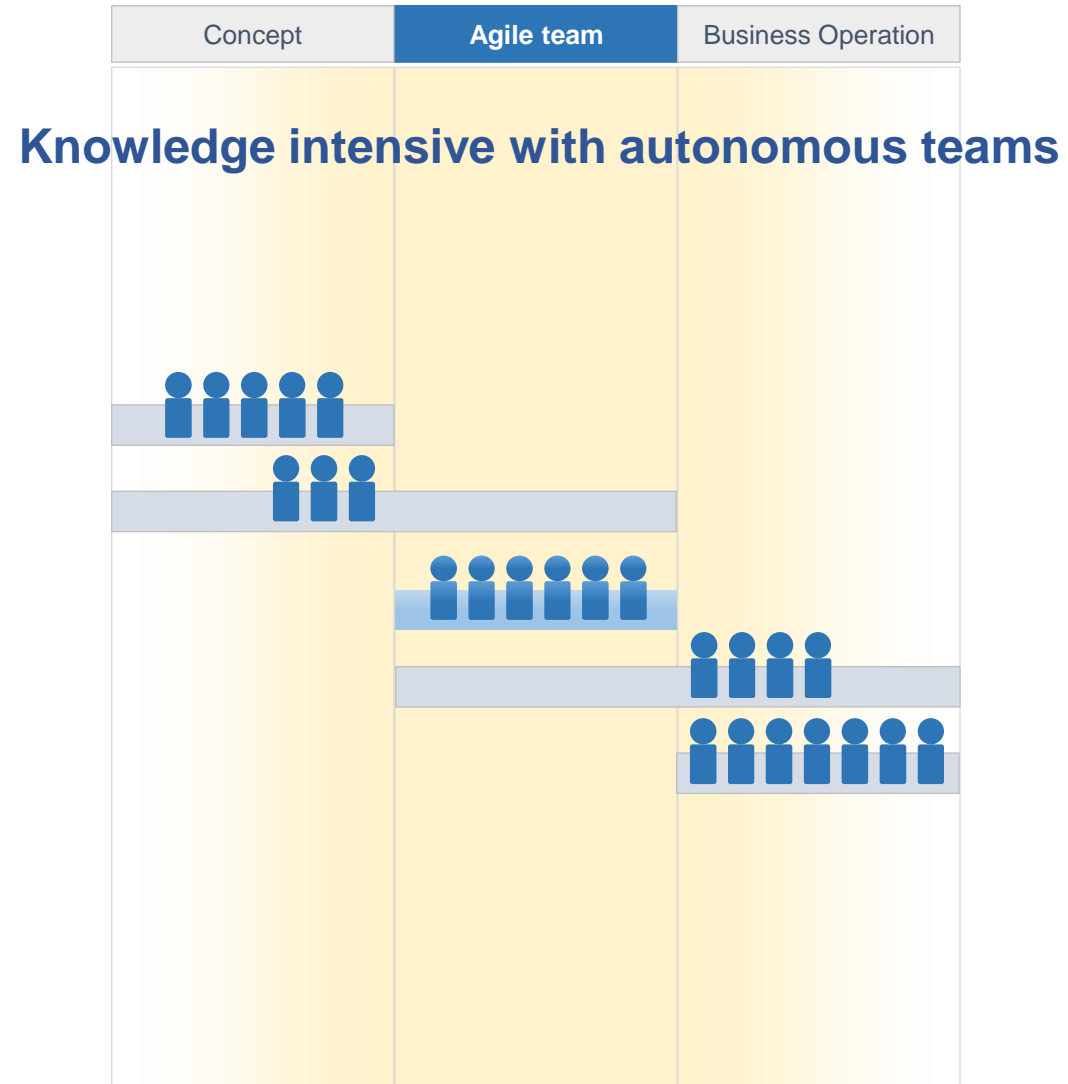 Concept
Agile team
Business Operation
Knowledge intensive with autonomous teams